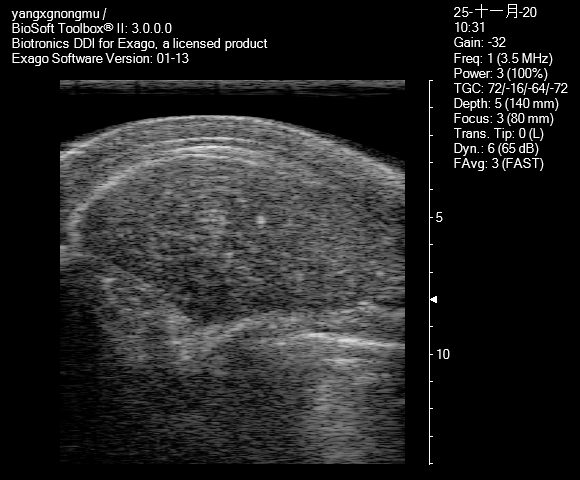 yangxgnongmu /
BioSoft Toolbox® II: 3.0.0.0
Biotronics DDI for Exago, a licensed product
Exago Software Version: 01-13
25-十一月-20
10:31
Gain: -32
Freq: 1 (3.5 MHz)
Power: 3 (100%)
TGC: 72/-16/-64/-72
Depth: 5 (140 mm)
Focus: 3 (80 mm)
Trans. Tip: 0 (L)
Dyn.: 6 (65 dB)
FAvg: 3 (FAST)
5
10